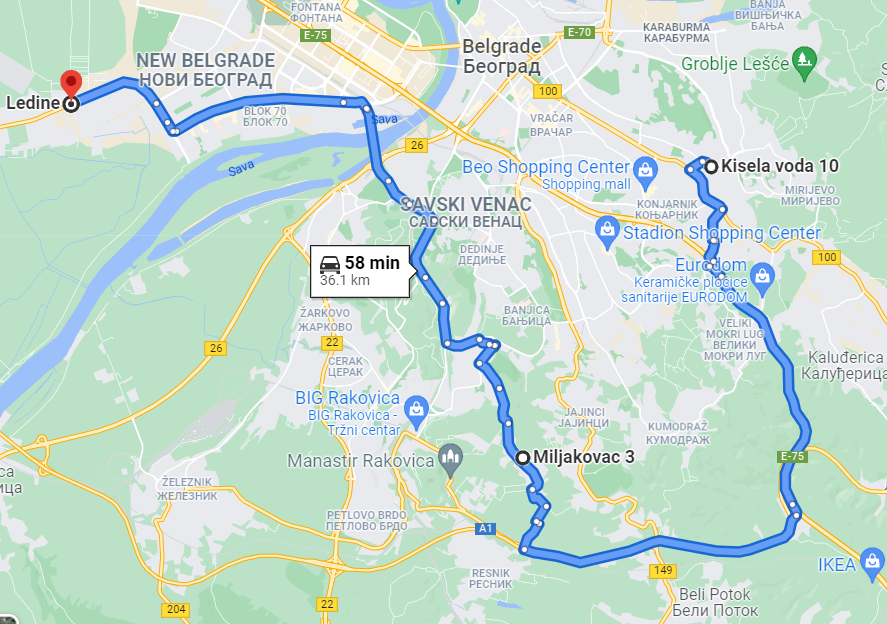 FONTANA
ФОНТАНА
E-75
NEW BELGRADE
НОВИ БЕОГРАД
Ledine
BLOK 70
БЛОК 70
Sava
Sava
Belgrade
Београд
E-70
KARABURMA
КАРАБУРМА
BANJA
VIŠNJIČKA
БАЊА
Groblje Lešće
100
VRAČAR
ВРАЧАР
26
Beo Shopping Center
Shopping mall
Kisela voda 10
MIRIJEVO
МИРИЈЕВО
KONJARNIK
КОЊАРНИК
SAVSKI VENAC
САВСКИ ВЕНАЦ
Stadion Shopping Center
DEDINJE
ДЕДИЊЕ
100
58 min
36.1 km
Eurodom
Keramičke pločice
sanitarije EURODOM
BANJICA
БАЊИЦА
ŽARKOVO
ЖАРКОВО
26
22
VELIKI
MOKRI LUG
ВЕЛИКИ
МОКРИ ЛУГ
CERAK
ЦЕРАК
Kaluđerica
Калуђерица
BIG Rakovica
BIG Rakovica -
Tržni centar
JAJINCI
ЈАЈИНЦИ
KUMODRAŽ
КУМОДРАЖ
Manastir Rakovica
Miljakovac 3
E-75
ŽELEZNIK
ЖЕЛЕЗНИК
PETLOVO BRDO
ПЕТЛОВО БРДО
A1
RESNIK
РЕСНИК
149
IKEA
Beli Potok
Бели Поток
204
22